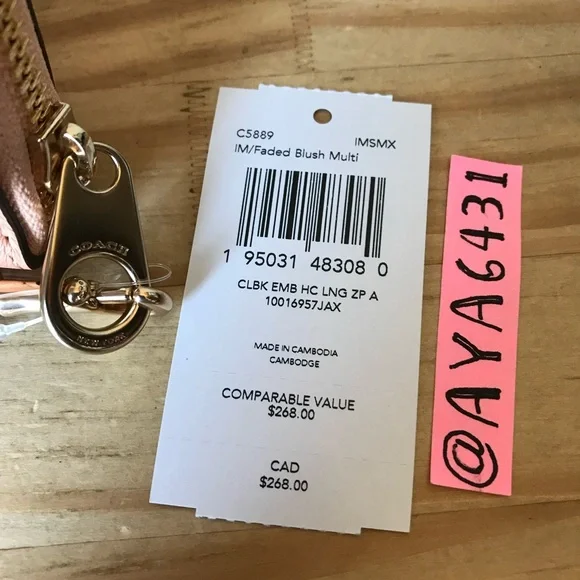 C5889 IMSMX
IM/Faded Blush Multi
1 95031 48308 0
CLBK EMB HC LNG ZP A
10016957JAX
MADE IN CAMBODIA
CAMBODGE
COMPARABLE VALUE
$268.00
CAD
$268.00
COACH
NEW YORK
@AYA6431